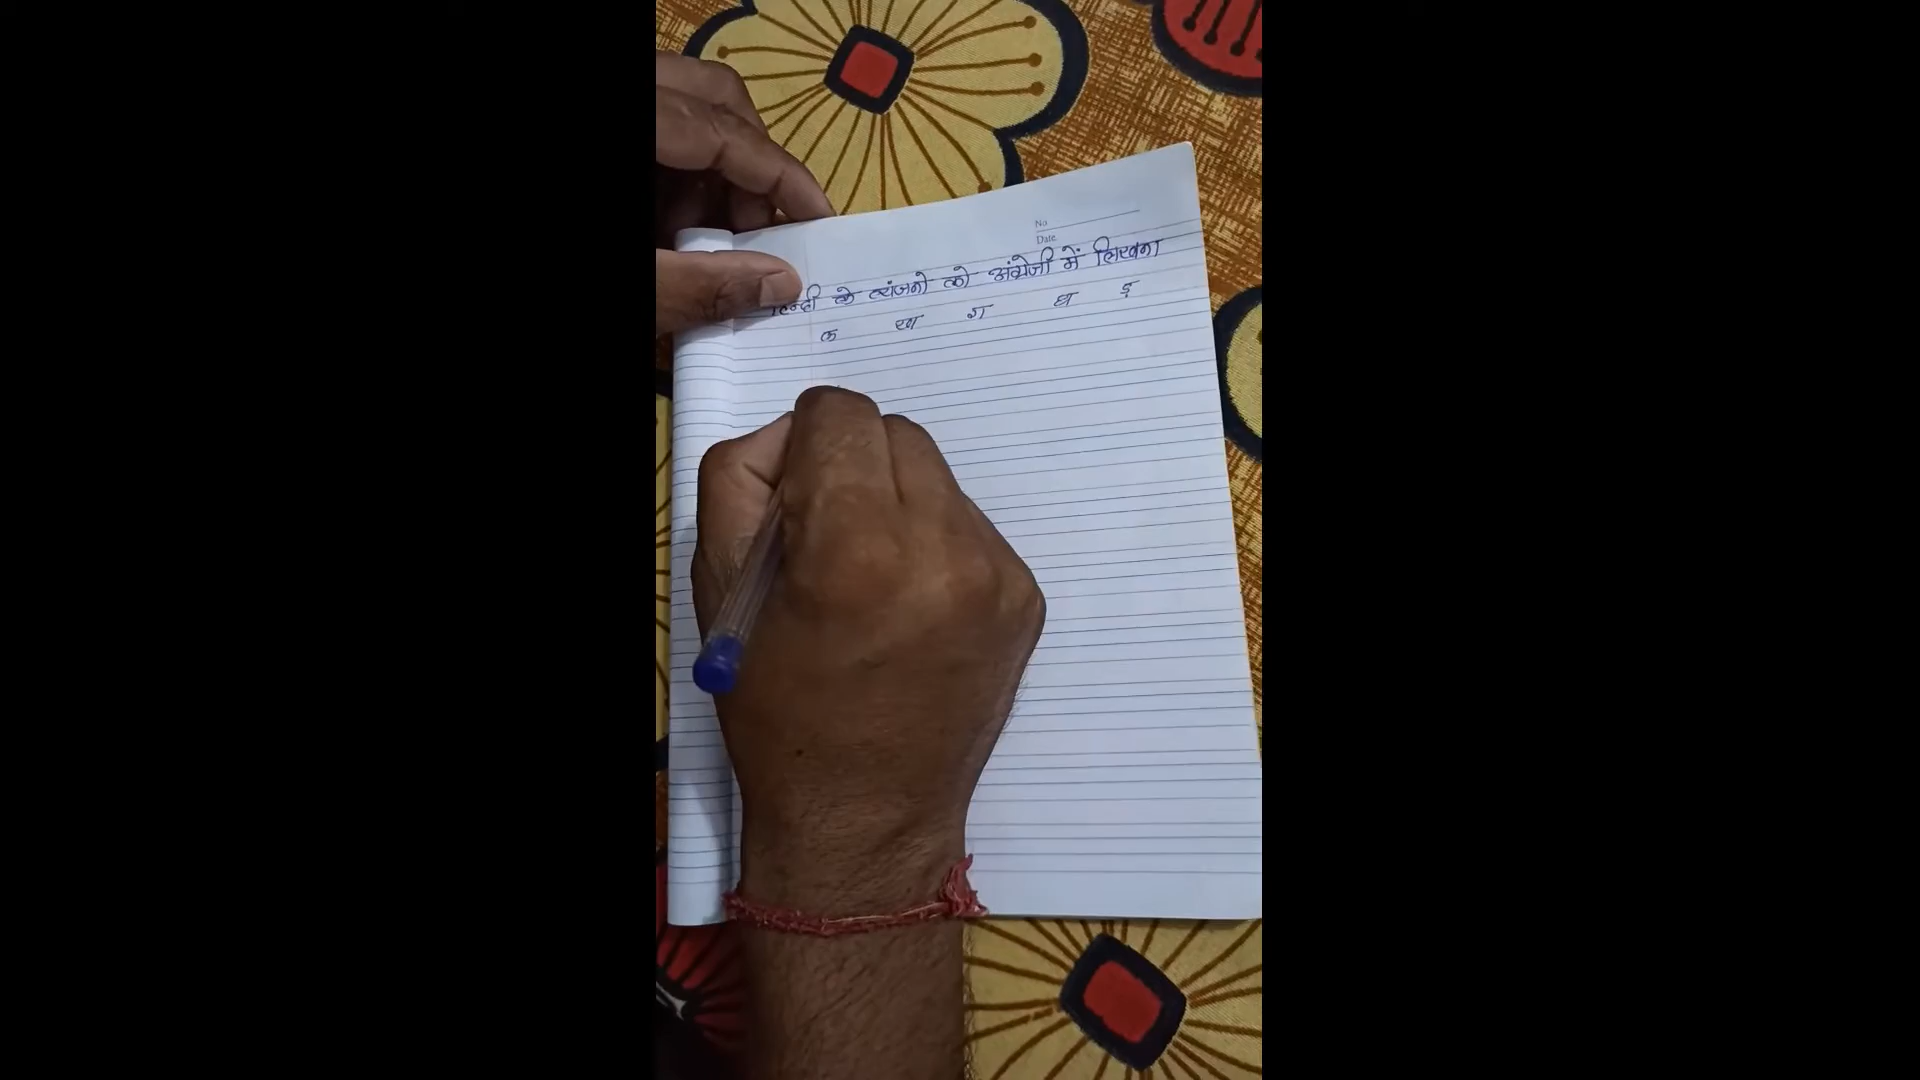 No
Date
हिन्दी के व्यंजनो को अंग्रेजी में लिखना
क ख ग घ ड़